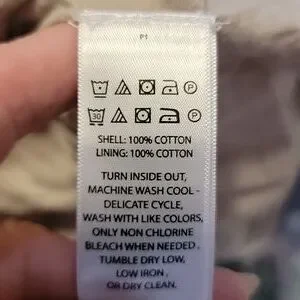 M
30 P
SHELL: 100% COTTON
LINING: 100% COTTON
TURN INSIDE OUT,
MACHINE WASH COOL -
DELICATE CYCLE,
WASH WITH LIKE COLORS,
ONLY NON CHLORINE
BLEACH WHEN NEEDED .
TUMBLE DRY LOW,
LOW IRON .
OR DRY CLEAN.